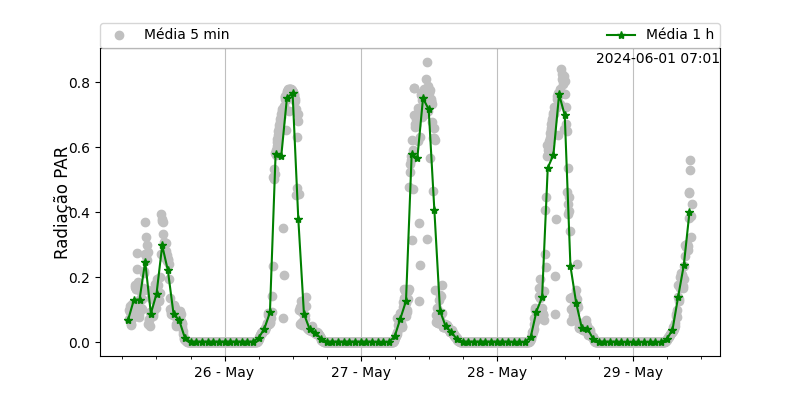 Média 5 min
Média 1 h
2024-06-01 07:01
Radiação PAR
0.8
0.6
0.4
0.2
0.0
26 - May
27 - May
28 - May
29 - May